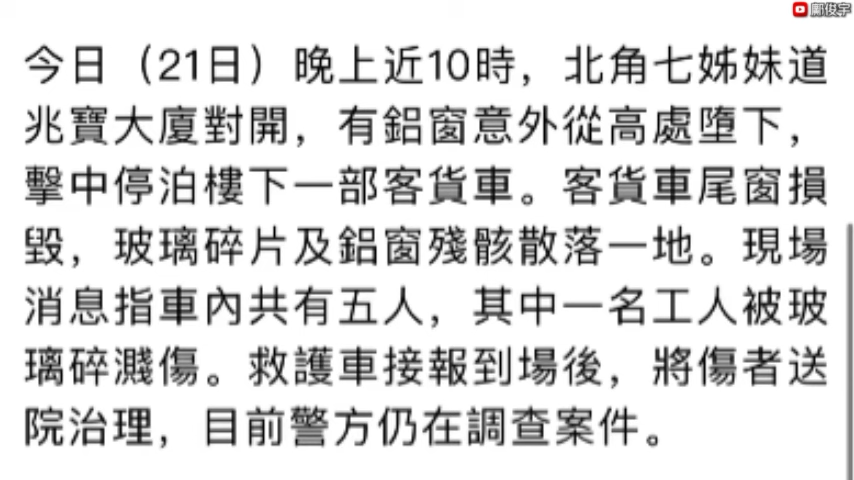 鄺俊宇
今日（21日）晚上近10時，北角七姊妹道
兆寶大廈對開，有鋁窗意外從高處墮下，
擊中停泊樓下一部客貨車。客貨車尾窗損
毀，玻璃碎片及鋁窗殘骸散落一地。現場
消息指車內共有五人，其中一名工人被玻
璃碎濺傷。救護車接報到場後，將傷者送
院治理，目前警方仍在調查案件。